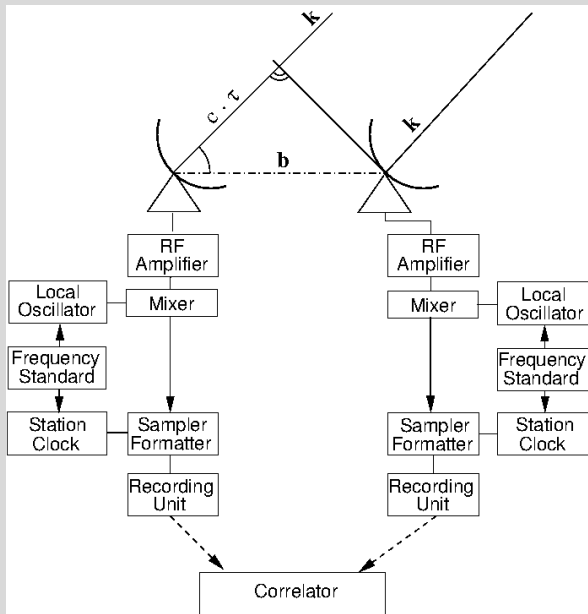 k
c · τ
k
b
RF
Amplifier
RF
Amplifier
Local
Oscillator
Mixer
Mixer
Local
Oscillator
Frequency
Standard
Frequency
Standard
Station
Clock
Sampler
Formatter
Sampler
Formatter
Station
Clock
Recording
Unit
Recording
Unit
Correlator